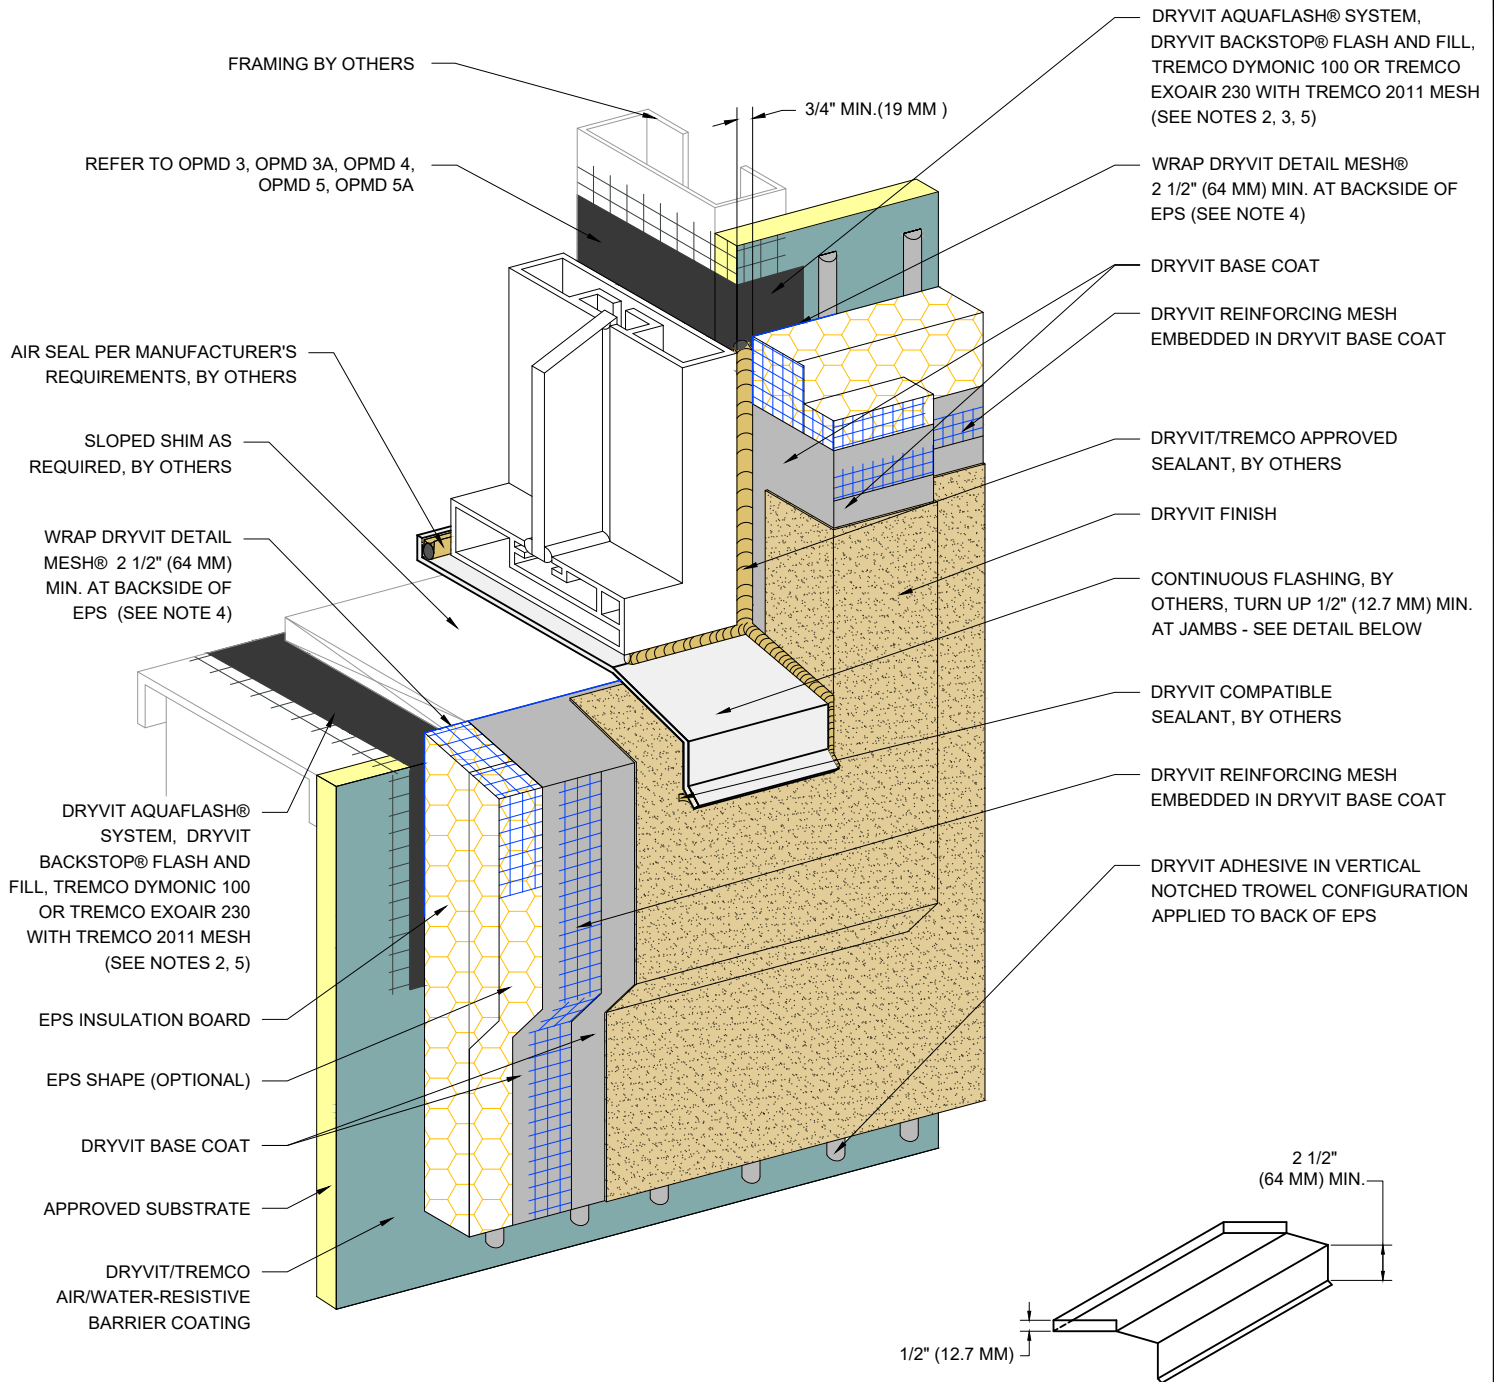 FRAMING BY OTHERS
REFER TO OPMD 3, OPMD 3A, OPMD 4,
OPMD 5, OPMD 5A
AIR SEAL PER MANUFACTURER'S
REQUIREMENTS, BY OTHERS
SLOPED SHIM AS
REQUIRED, BY OTHERS
WRAP DRYVIT DETAIL
MESH® 2 1/2" (64 MM)
MIN. AT BACKSIDE OF
EPS (SEE NOTE 4)
DRYVIT AQUAFLASH®
SYSTEM, DRYVIT
BACKSTOP® FLASH AND
FILL, TREMCO DYMONIC 100
OR TREMCO EXOAIR 230
WITH TREMCO 2011 MESH
(SEE NOTES 2, 5)
EPS INSULATION BOARD
EPS SHAPE (OPTIONAL)
DRYVIT BASE COAT
APPROVED SUBSTRATE
DRYVIT/TREMCO
AIR/WATER-RESISTIVE
BARRIER COATING
3/4" MIN.(19 MM )
DRYVIT AQUAFLASH® SYSTEM,
DRYVIT BACKSTOP® FLASH AND FILL,
TREMCO DYMONIC 100 OR TREMCO
EXOAIR 230 WITH TREMCO 2011 MESH
(SEE NOTES 2, 3, 5)
WRAP DRYVIT DETAIL MESH®
2 1/2" (64 MM) MIN. AT BACKSIDE OF
EPS (SEE NOTE 4)
DRYVIT BASE COAT
DRYVIT REINFORCING MESH
EMBEDDED IN DRYVIT BASE COAT
DRYVIT/TREMCO APPROVED
SEALANT, BY OTHERS
DRYVIT FINISH
CONTINUOUS FLASHING, BY
OTHERS, TURN UP 1/2" (12.7 MM) MIN.
AT JAMBS - SEE DETAIL BELOW
DRYVIT COMPATIBLE
SEALANT, BY OTHERS
DRYVIT REINFORCING MESH
EMBEDDED IN DRYVIT BASE COAT
DRYVIT ADHESIVE IN VERTICAL
NOTCHED TROWEL CONFIGURATION
APPLIED TO BACK OF EPS
2 1/2"
(64 MM) MIN.
1/2" (12.7 MM)